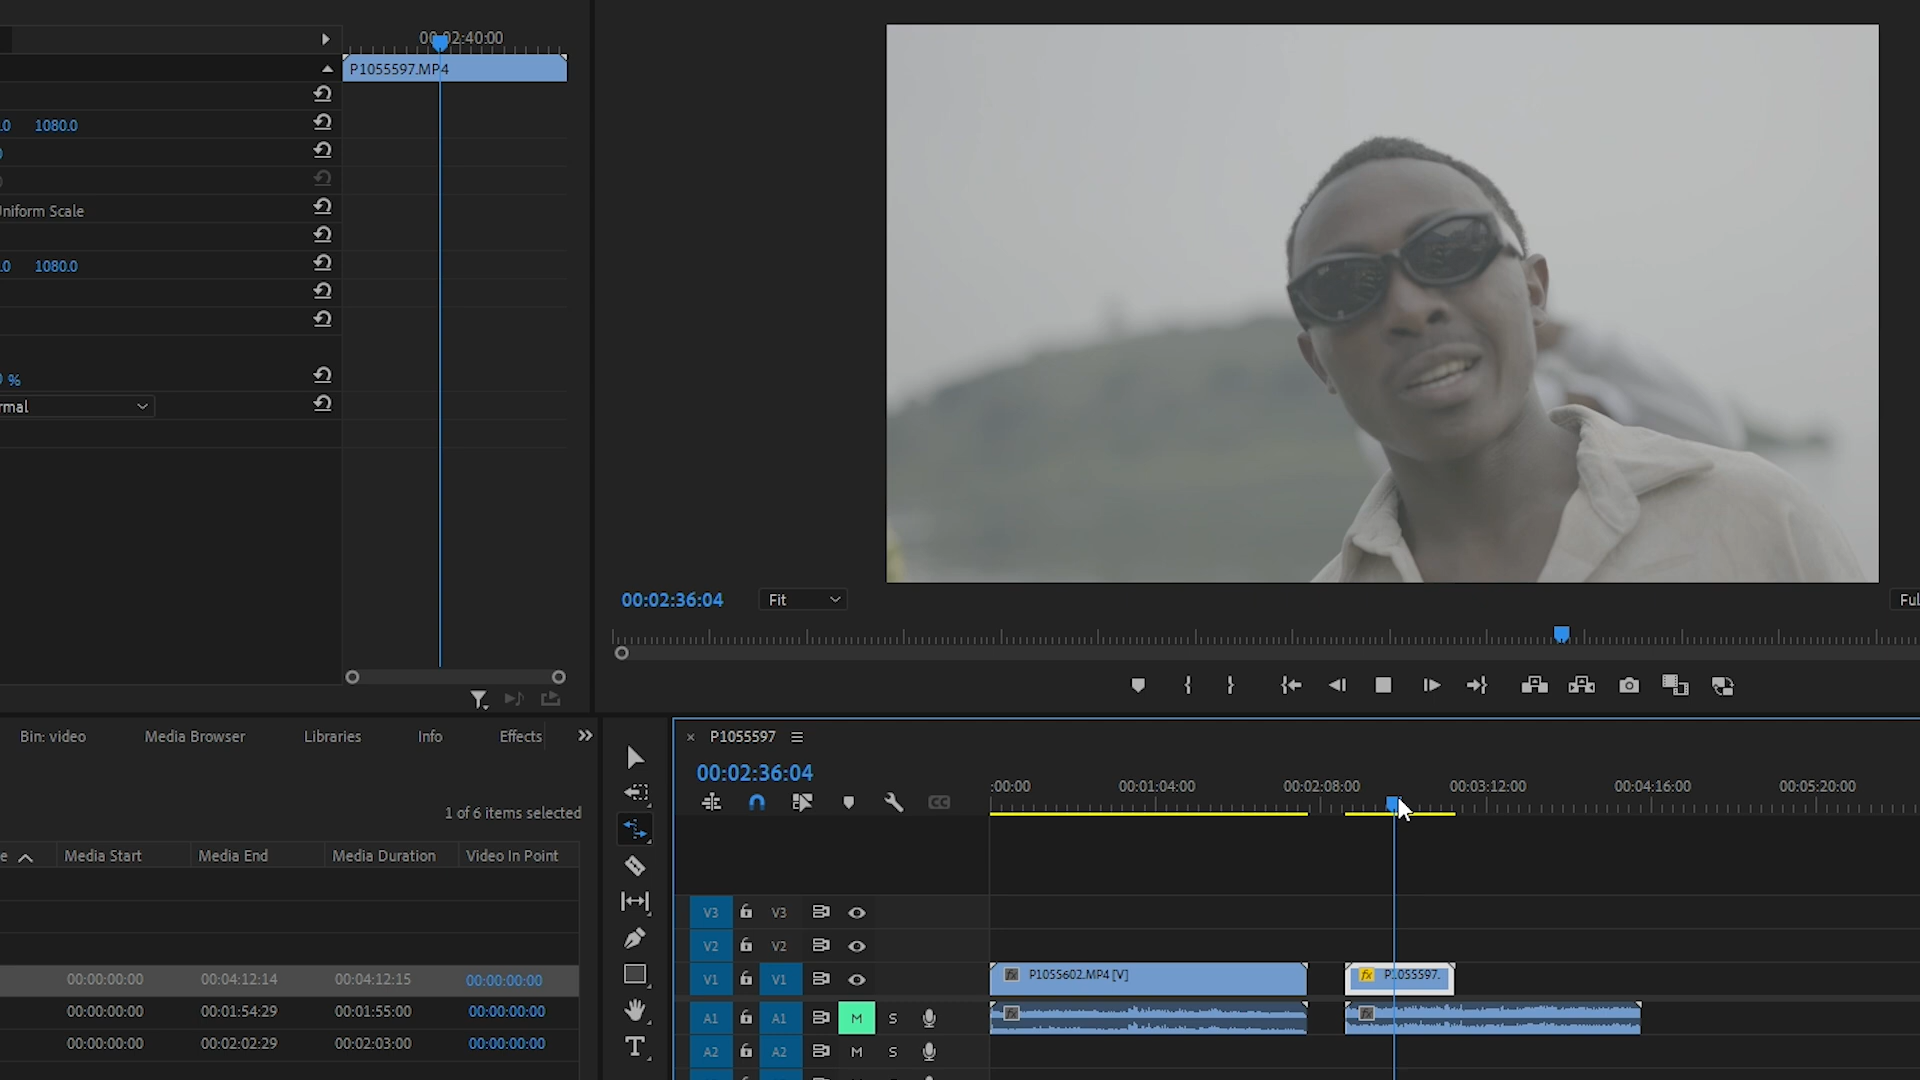 00:02:40:00
P1055597.MP4
.0 1080.0
Uniform Scale
.0 1080.0
%
rmal
00:02:36:04
Fit
Ful
Bin: video
Media Browser
Libraries
Info
Effects
1 of 6 items selected
e Media Start Media End Media Duration Video In Point
00:00:00:00 00:04:12:14 00:04:12:15 00:00:00:00
00:00:00:00 00:01:54:29 00:01:55:00 00:00:00:00
00:00:00:00 00:02:02:29 00:02:03:00 00:00:00:00
P1055597
00:02:36:04
:00:00 00:01:04:00 00:02:08:00 00:03:12:00 00:04:16:00 00:05:20:00
CC
V3 V3
V2 V2
V1 V1
fx P1055602.MP4 [V]
fx P1055597.
A1 A1 M S
fx
fx
A2 A2 M S
T